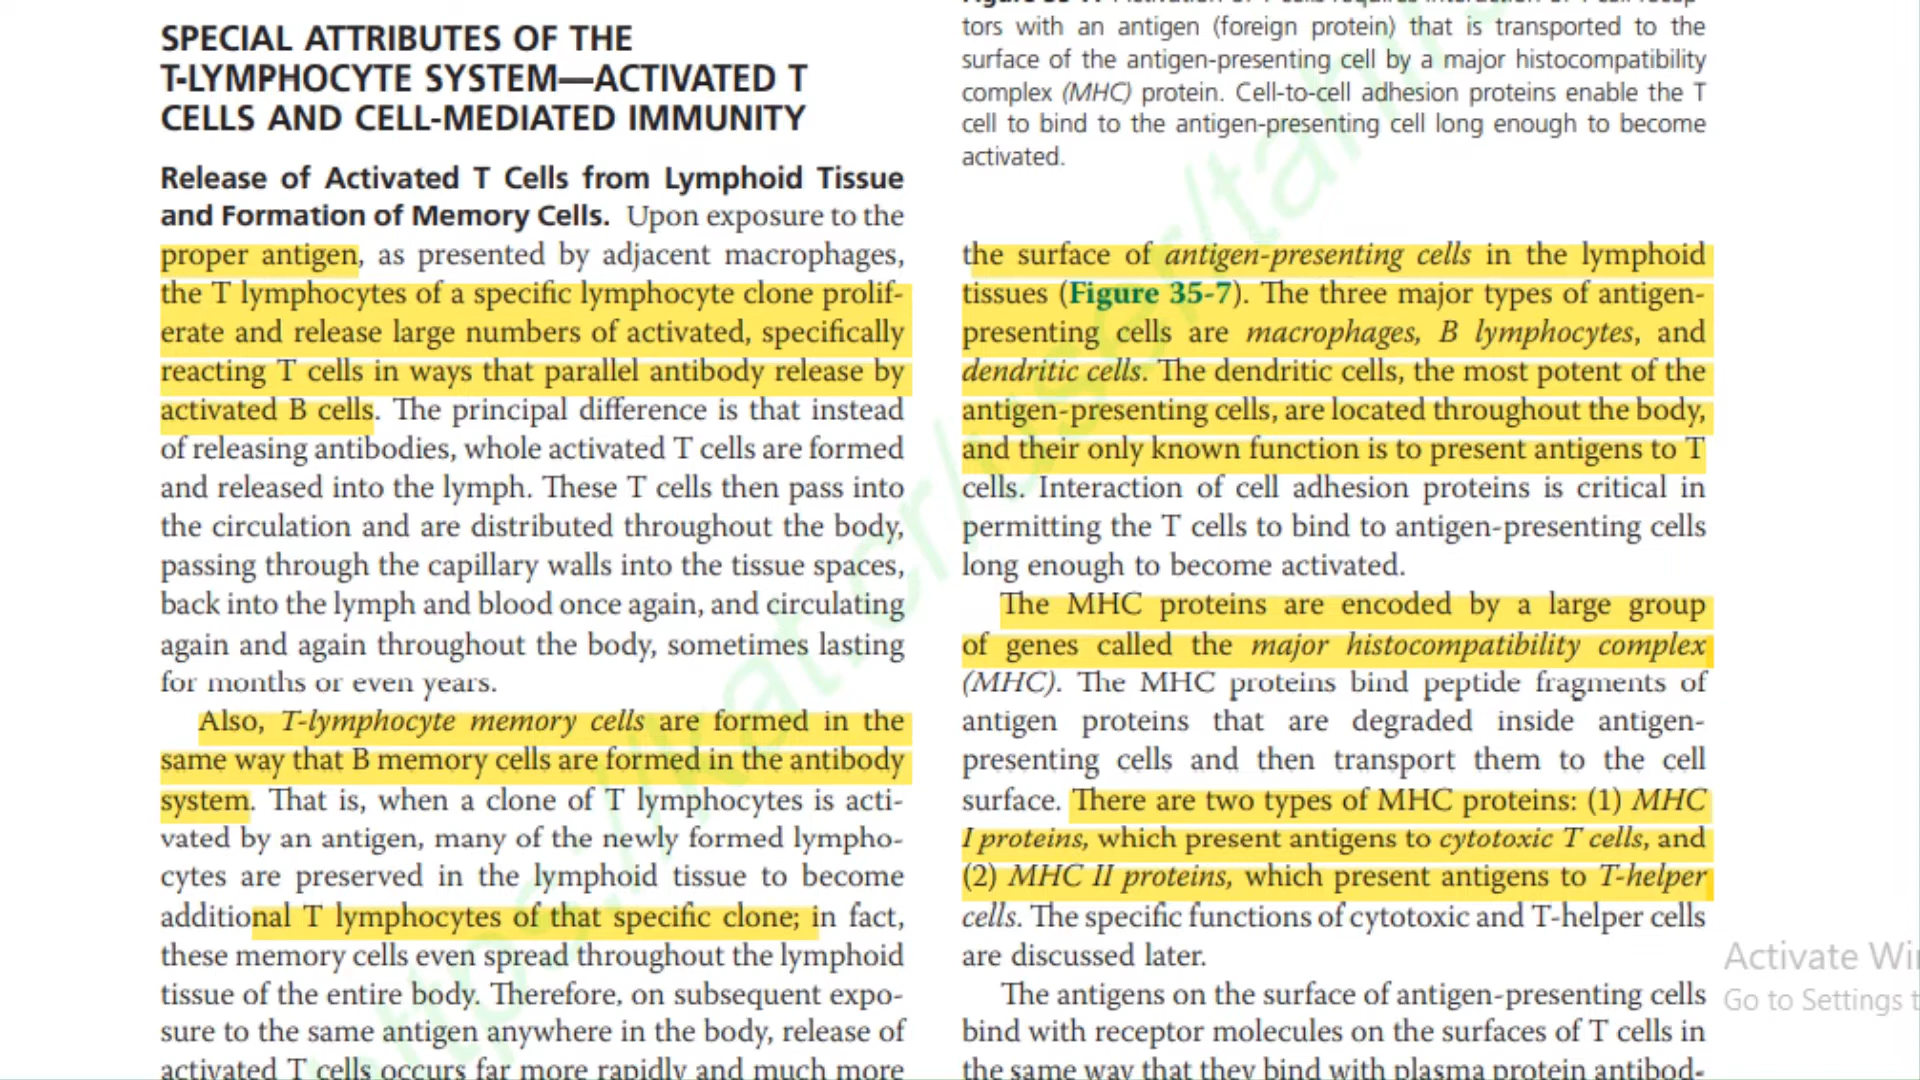 SPECIAL ATTRIBUTES OF THE
T-LYMPHOCYTE SYSTEM—ACTIVATED T
CELLS AND CELL-MEDIATED IMMUNITY
Release of Activated T Cells from Lymphoid Tissue
and Formation of Memory Cells. Upon exposure to the
proper antigen, as presented by adjacent macrophages,
the T lymphocytes of a specific lymphocyte clone prolif-
erate and release large numbers of activated, specifically
reacting T cells in ways that parallel antibody release by
activated B cells. The principal difference is that instead
of releasing antibodies, whole activated T cells are formed
and released into the lymph. These T cells then pass into
the circulation and are distributed throughout the body,
passing through the capillary walls into the tissue spaces,
back into the lymph and blood once again, and circulating
again and again throughout the body, sometimes lasting
for months or even years.
Also, T-lymphocyte memory cells are formed in the
same way that B memory cells are formed in the antibody
system. That is, when a clone of T lymphocytes is acti-
vated by an antigen, many of the newly formed lympho-
cytes are preserved in the lymphoid tissue to become
additional T lymphocytes of that specific clone; in fact,
these memory cells even spread throughout the lymphoid
tissue of the entire body. Therefore, on subsequent expo-
sure to the same antigen anywhere in the body, release of
activated T cells occurs far more rapidly and much more
tors with an antigen (foreign protein) that is transported to the
surface of the antigen-presenting cell by a major histocompatibility
complex (MHC) protein. Cell-to-cell adhesion proteins enable the T
cell to bind to the antigen-presenting cell long enough to become
activated.
the surface of antigen-presenting cells in the lymphoid
tissues (Figure 35-7). The three major types of antigen-
presenting cells are macrophages, B lymphocytes, and
dendritic cells. The dendritic cells, the most potent of the
antigen-presenting cells, are located throughout the body,
and their only known function is to present antigens to T
cells. Interaction of cell adhesion proteins is critical in
permitting the T cells to bind to antigen-presenting cells
long enough to become activated.
The MHC proteins are encoded by a large group
of genes called the major histocompatibility complex
(MHC). The MHC proteins bind peptide fragments of
antigen proteins that are degraded inside antigen-
presenting cells and then transport them to the cell
surface. There are two types of MHC proteins: (1) MHC
I proteins, which present antigens to cytotoxic T cells, and
(2) MHC II proteins, which present antigens to T-helper
cells. The specific functions of cytotoxic and T-helper cells
are discussed later.
The antigens on the surface of antigen-presenting cells
bind with receptor molecules on the surfaces of T cells in
the same way that they bind with plasma protein antibod-
Activate Wi
Go to Settings t